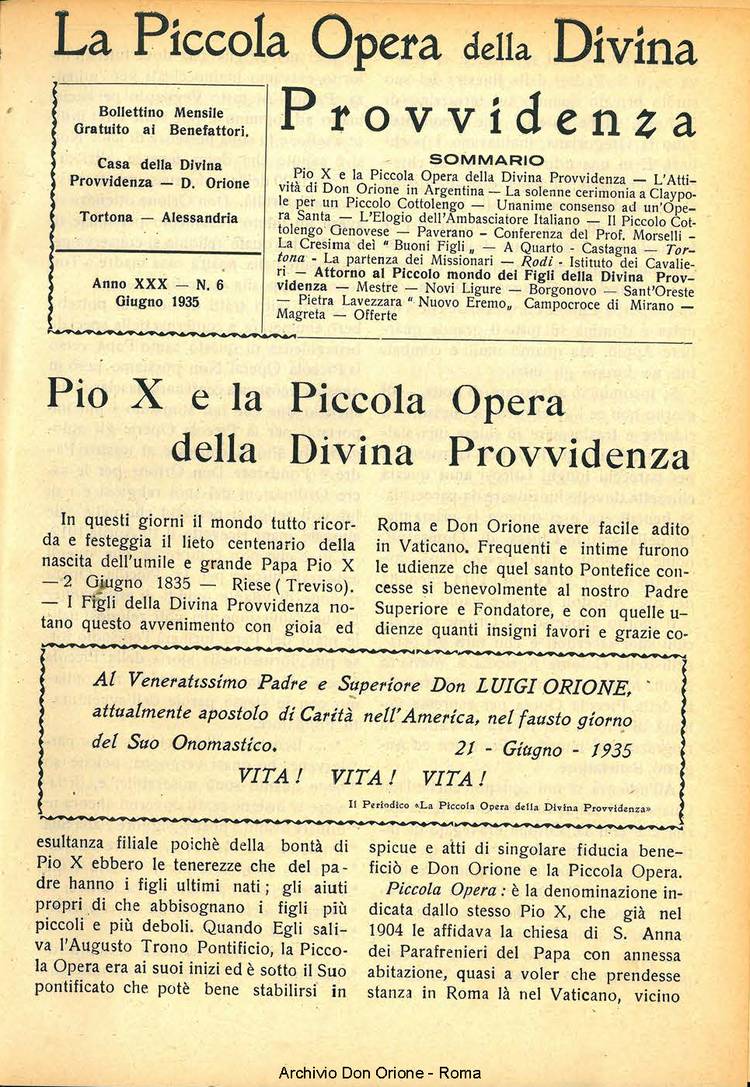 La Piccola Opera della Divina
Provvidenza
Bollettino Mensile
Gratuito ai Benefattori.
Casa della Divina
Provvidenza — D. Orione
Tortona — Alessandria
Anno XXX — N. 6
Giugno 1935
SOMMARIO
Pio X e la Piccola Opera della Divina Provvidenza — L'Atti-
vità di Don Orione in Argentina — La solenne cerimonia a Claypo-
le per un Piccolo Cottolengo — Unanime consenso ad un'Ope-
ra Santa — L'Elogio dell'Ambasciatore Italiano — Il Piccolo Cot-
tolengo Genovese — Paverano - Conferenza del Prof. Morselli -
La Cresima dei " Buoni Figli „ — A Quarto - Castagna — Tor-
tona - La partenza dei Missionari — Rodi - Istituto dei Cavalie-
ri — Attorno al Piccolo mondo dei Figli della Divina Prov-
videnza — Mestre — Novi Ligure — Borgonovo — Sant'Oreste
— Pietra Lavezzara " Nuovo Eremo„ Campocroce di Mirano —
Magreta — Offerte
Pio X e la Piccola Opera
della Divina Provvidenza
In questi giorni il mondo tutto ricor-
da e festeggia il lieto centenario della
nascita dell'umile e grande Papa Pio X
— 2 Giugno 1835 — Riese ( Treviso).
— I Figli della Divina Provvidenza no-
tano questo avvenimento con gioia ed
Roma e Don Orione avere facile adito
in Vaticano. Frequenti e intime furono
le udienze che quel santo Pontefice con-
cesse si benevolmente al nostro Padre
Superiore e Fondatore, e con quelle u-
dienze quanti insigni favori e grazie co-
Al Veneratissimo Padre e Superiore Don LUIGI ORIONE,
attualmente apostolo di Carità nell'America, nel fausto giorno
del Suo Onomastico. 21 - Giugno - 1935
VITA ! VITA ! VITA !
Il Periodico «La Piccola Opera della Divina Provvidenza»
esultanza filiale poichè della bontà di
Pio X ebbero le tenerezze che del pa-
dre hanno i figli ultimi nati ; gli aiuti
propri di che abbisognano i figli più
piccoli e più deboli. Quando Egli sali-
va l'Augusto Trono Pontificio, la Picco-
la Opera era ai suoi inizi ed è sotto il Suo
pontificato che potè bene stabilirsi in
spicue e atti di singolare fiducia bene-
ficiò e Don Orione e la Piccola Opera.
Piccola Opera : è la denominazione in-
dicata dallo stesso Pio X, che già nel
1904 le affidava la chiesa di S. Anna
dei Parafrenieri del Papa con annessa
abitazione, quasi a voler che prendesse
stanza in Roma là nel Vaticano, vicino
Archivio Don Orione - Roma